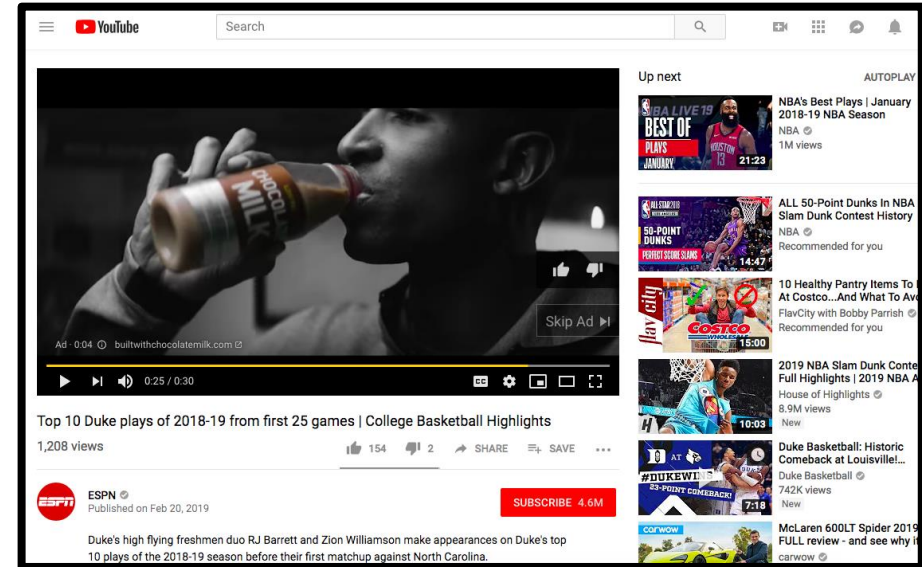 YouTube
Search
CHOCOLATE
MILK
Skip Ad
Ad · 0:04 builtwithchocolatemilk.com
0:25 / 0:30
CC
Top 10 Duke plays of 2018-19 from first 25 games | College Basketball Highlights
1,208 views
154
2
SHARE
SAVE
ESPN
ESPN
Published on Feb 20, 2019
SUBSCRIBE 4.6M
Duke's high flying freshmen duo RJ Barrett and Zion Williamson make appearances on Duke's top
10 plays of the 2018-19 season before their first matchup against North Carolina.
Up next
AUTOPLAY
NBA LIVE 19
BEST OF
PLAYS
JANUARY
HOUSTON
13
21:23
NBA's Best Plays | January
2018-19 NBA Season
NBA
1M views
ALL-STAR 2018
50-POINT
DUNKS
PERFECT SCORE SLAMS
14:47
ALL 50-Point Dunks In NBA
Slam Dunk Contest History
NBA
Recommended for you
flav city
COSTCO
WHOLESALE
15:00
10 Healthy Pantry Items To
At Costco...And What To Av
FlavCity with Bobby Parrish
Recommended for you
H
10:03
2019 NBA Slam Dunk Conte
Full Highlights | 2019 NBA A
House of Highlights
8.9M views
New
AT
#DUKEWINS
23-POINT COMEBACK!
7:18
Duke Basketball: Historic
Comeback at Louisville!...
Duke Basketball
742K views
New
carwow
McLaren 600LT Spider 2019
FULL review - and see why i
carwow